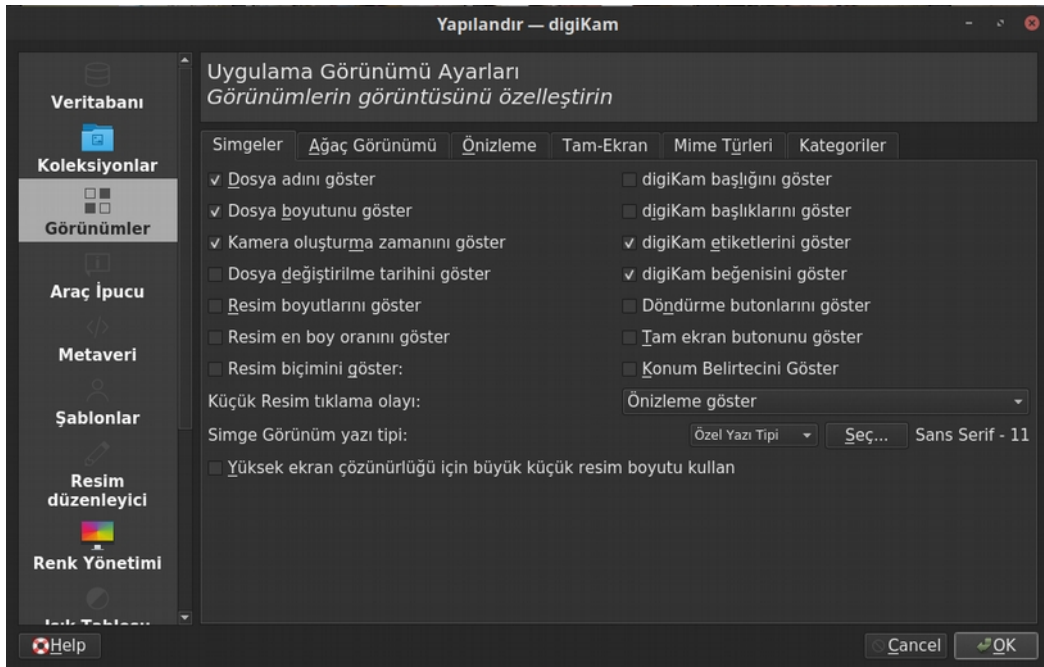 Yapılandır — digiKam
Veritabanı
Koleksiyonlar
Görünümler
Araç İpucu
Metaveri
Şablonlar
Resim
düzenleyici
Renk Yönetimi
Uygulama Görünümü Ayarları
Görünümlerin görüntüsünü özelleştirin
Simgeler Ağaç Görünümü Önizleme Tam-Ekran Mime Türleri Kategoriler
Dosya adını göster
Dosya boyutunu göster
Kamera oluşturma zamanını göster
Dosya değiştirilme tarihini göster
Resim boyutlarını göster
Resim en boy oranını göster
Resim biçimini göster:
digiKam başlığını göster
digiKam başlıklarını göster
digiKam etiketlerini göster
digiKam beğenisini göster
Döndürme butonlarını göster
Tam ekran butonunu göster
Konum Belirtecini Göster
Küçük Resim tıklama olayı: Önizleme göster
Simge Görünüm yazı tipi: Özel Yazı Tipi Seç... Sans Serif - 11
Yüksek ekran çözünürlüğü için büyük küçük resim boyutu kullan
Help Cancel OK